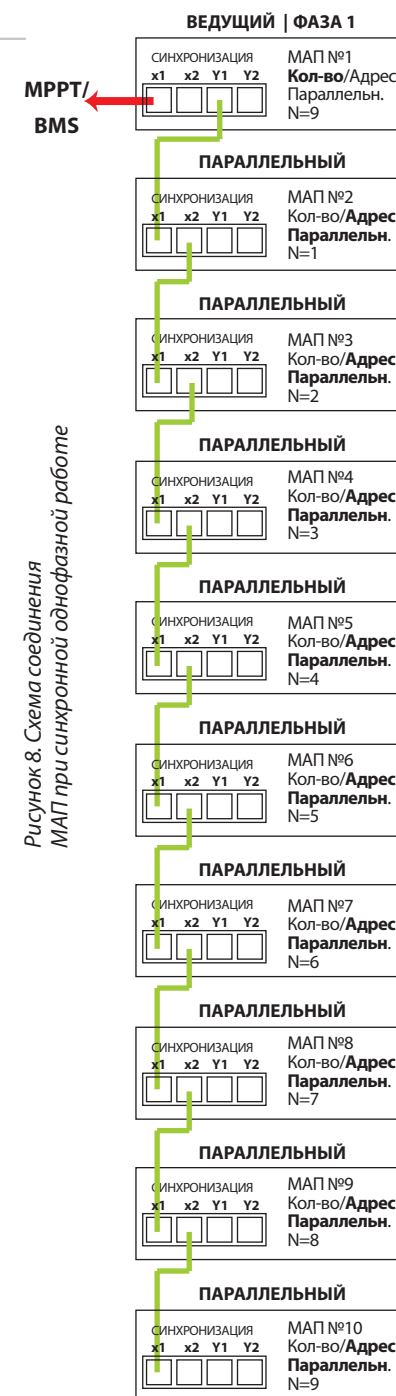 ВЕДУЩИЙ | ФАЗА 1
СИНХРОНИЗАЦИЯ
x1 x2 Y1 Y2
МАП №1
Кол-во/Адрес
Параллельн.
N=9
MPPT/
BMS
ПАРАЛЛЕЛЬНЫЙ
СИНХРОНИЗАЦИЯ
x1 x2 Y1 Y2
МАП №2
Кол-во/Адрес
Параллельн.
N=1
ПАРАЛЛЕЛЬНЫЙ
СИНХРОНИЗАЦИЯ
x1 x2 Y1 Y2
МАП №3
Кол-во/Адрес
Параллельн.
N=2
ПАРАЛЛЕЛЬНЫЙ
СИНХРОНИЗАЦИЯ
x1 x2 Y1 Y2
МАП №4
Кол-во/Адрес
Параллельн.
N=3
ПАРАЛЛЕЛЬНЫЙ
СИНХРОНИЗАЦИЯ
x1 x2 Y1 Y2
МАП №5
Кол-во/Адрес
Параллельн.
N=4
ПАРАЛЛЕЛЬНЫЙ
СИНХРОНИЗАЦИЯ
x1 x2 Y1 Y2
МАП №6
Кол-во/Адрес
Параллельн.
N=5
ПАРАЛЛЕЛЬНЫЙ
СИНХРОНИЗАЦИЯ
x1 x2 Y1 Y2
МАП №7
Кол-во/Адрес
Параллельн.
N=6
ПАРАЛЛЕЛЬНЫЙ
СИНХРОНИЗАЦИЯ
x1 x2 Y1 Y2
МАП №8
Кол-во/Адрес
Параллельн.
N=7
ПАРАЛЛЕЛЬНЫЙ
СИНХРОНИЗАЦИЯ
x1 x2 Y1 Y2
МАП №9
Кол-во/Адрес
Параллельн.
N=8
ПАРАЛЛЕЛЬНЫЙ
СИНХРОНИЗАЦИЯ
x1 x2 Y1 Y2
МАП №10
Кол-во/Адрес
Параллельн.
N=9
Рисунок 8. Схема соединения
МАП при синхронной однофазной работе